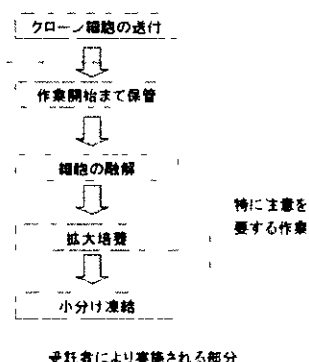 クローン細胞の送付
作業開始まで保管
細胞の融解
特に注意を
要する作業
拡大培養
小分け凍結
受託者により実施される部分